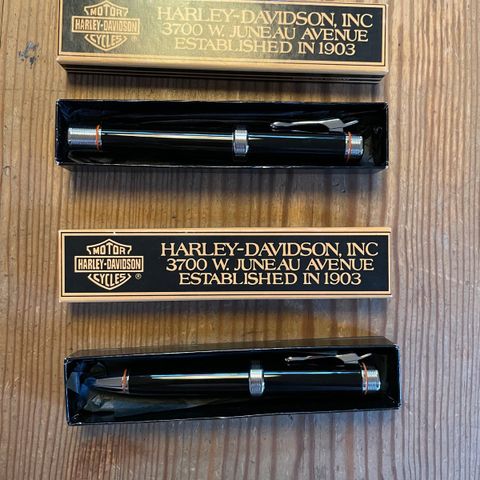 MOTOR
HARLEY-DAVIDSON
CYCLES
HARLEY-DAVIDSON, INC
3700 W. JUNEAU AVENUE
ESTABLISHED IN 1903
MOTOR
HARLEY-DAVIDSON
CYCLES
®
HARLEY-DAVIDSON, INC
3700 W. JUNEAU AVENUE
ESTABLISHED IN 1903